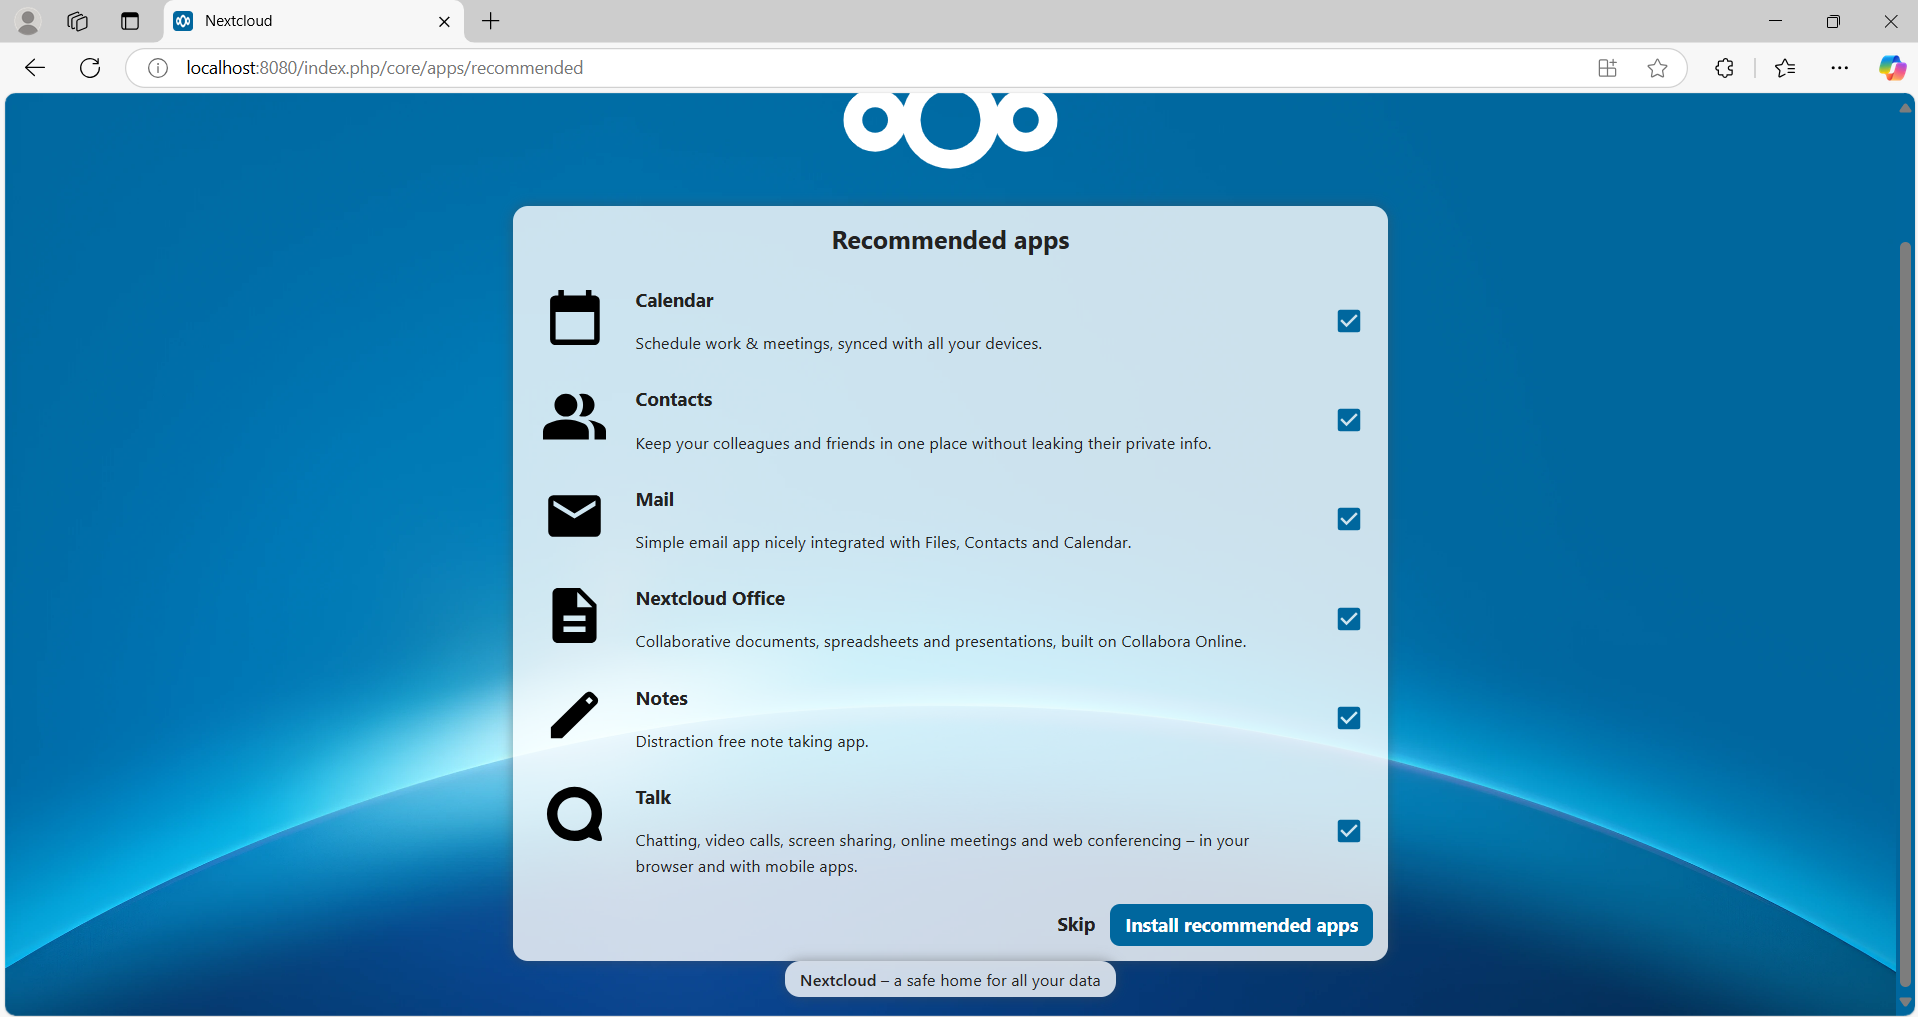 Nextcloud
localhost:8080/index.php/core/apps/recommended
Recommended apps
Calendar
Schedule work & meetings, synced with all your devices.
Contacts
Keep your colleagues and friends in one place without leaking their private info.
Mail
Simple email app nicely integrated with Files, Contacts and Calendar.
Nextcloud Office
Collaborative documents, spreadsheets and presentations, built on Collabora Online.
Notes
Distraction free note taking app.
Talk
Chatting, video calls, screen sharing, online meetings and web conferencing – in your
browser and with mobile apps.
Skip Install recommended apps
Nextcloud – a safe home for all your data